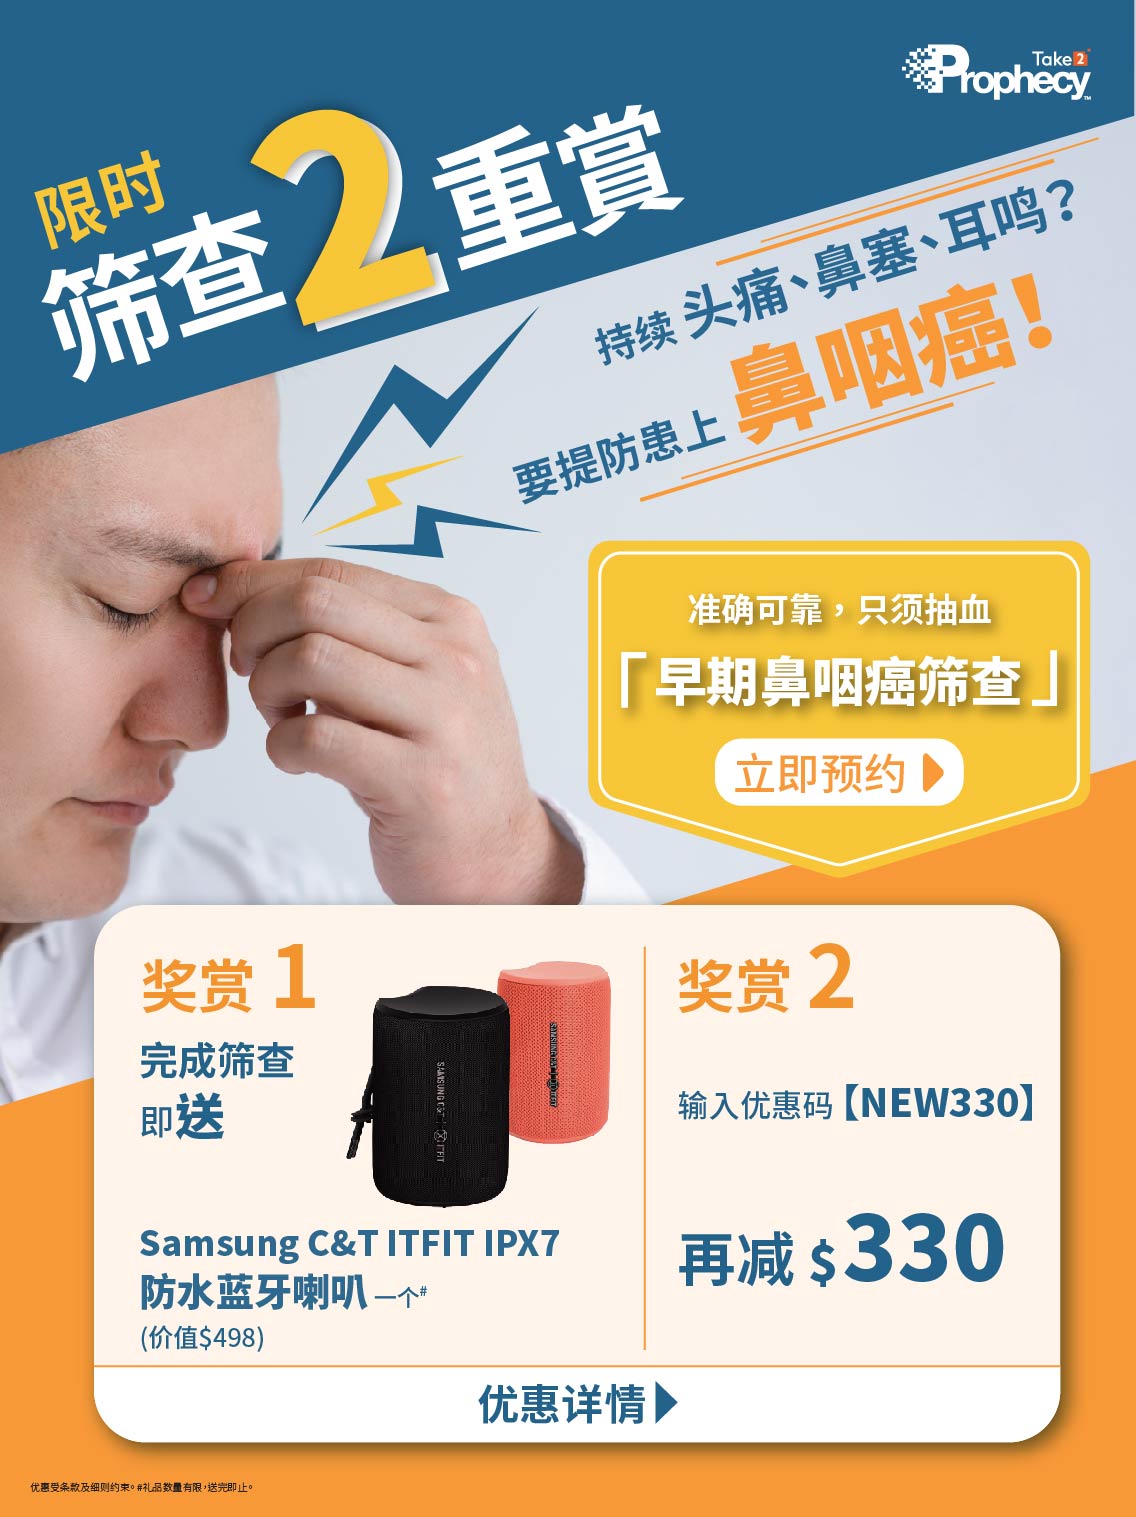 Take2
Prophecy™
限时
筛查2重賞
持续 头痛、鼻塞、耳鸣？
要提防患上 鼻咽癌！
准确可靠，只须抽血
「早期鼻咽癌筛查」
立即预约
奖赏 1
完成筛查
即送
SAMSUNG C&T ITFIT
SAMSUNG C&T ITFIT
Samsung C&T ITFIT IPX7
防水蓝牙喇叭 一个#
(价值$498)
奖赏 2
输入优惠码【NEW330】
再减 $330
优惠详情
优惠受条款及细则约束。#礼品数量有限，送完即止。